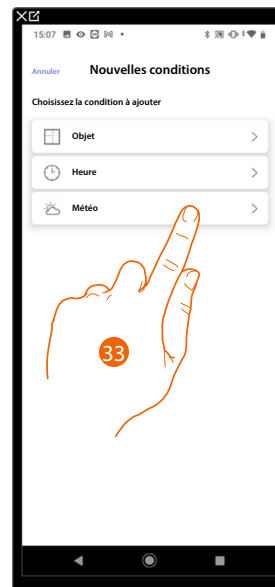 15:07
Annuler Nouvelles conditions
Choisissez la condition à ajouter
Objet
Heure
Météo
33